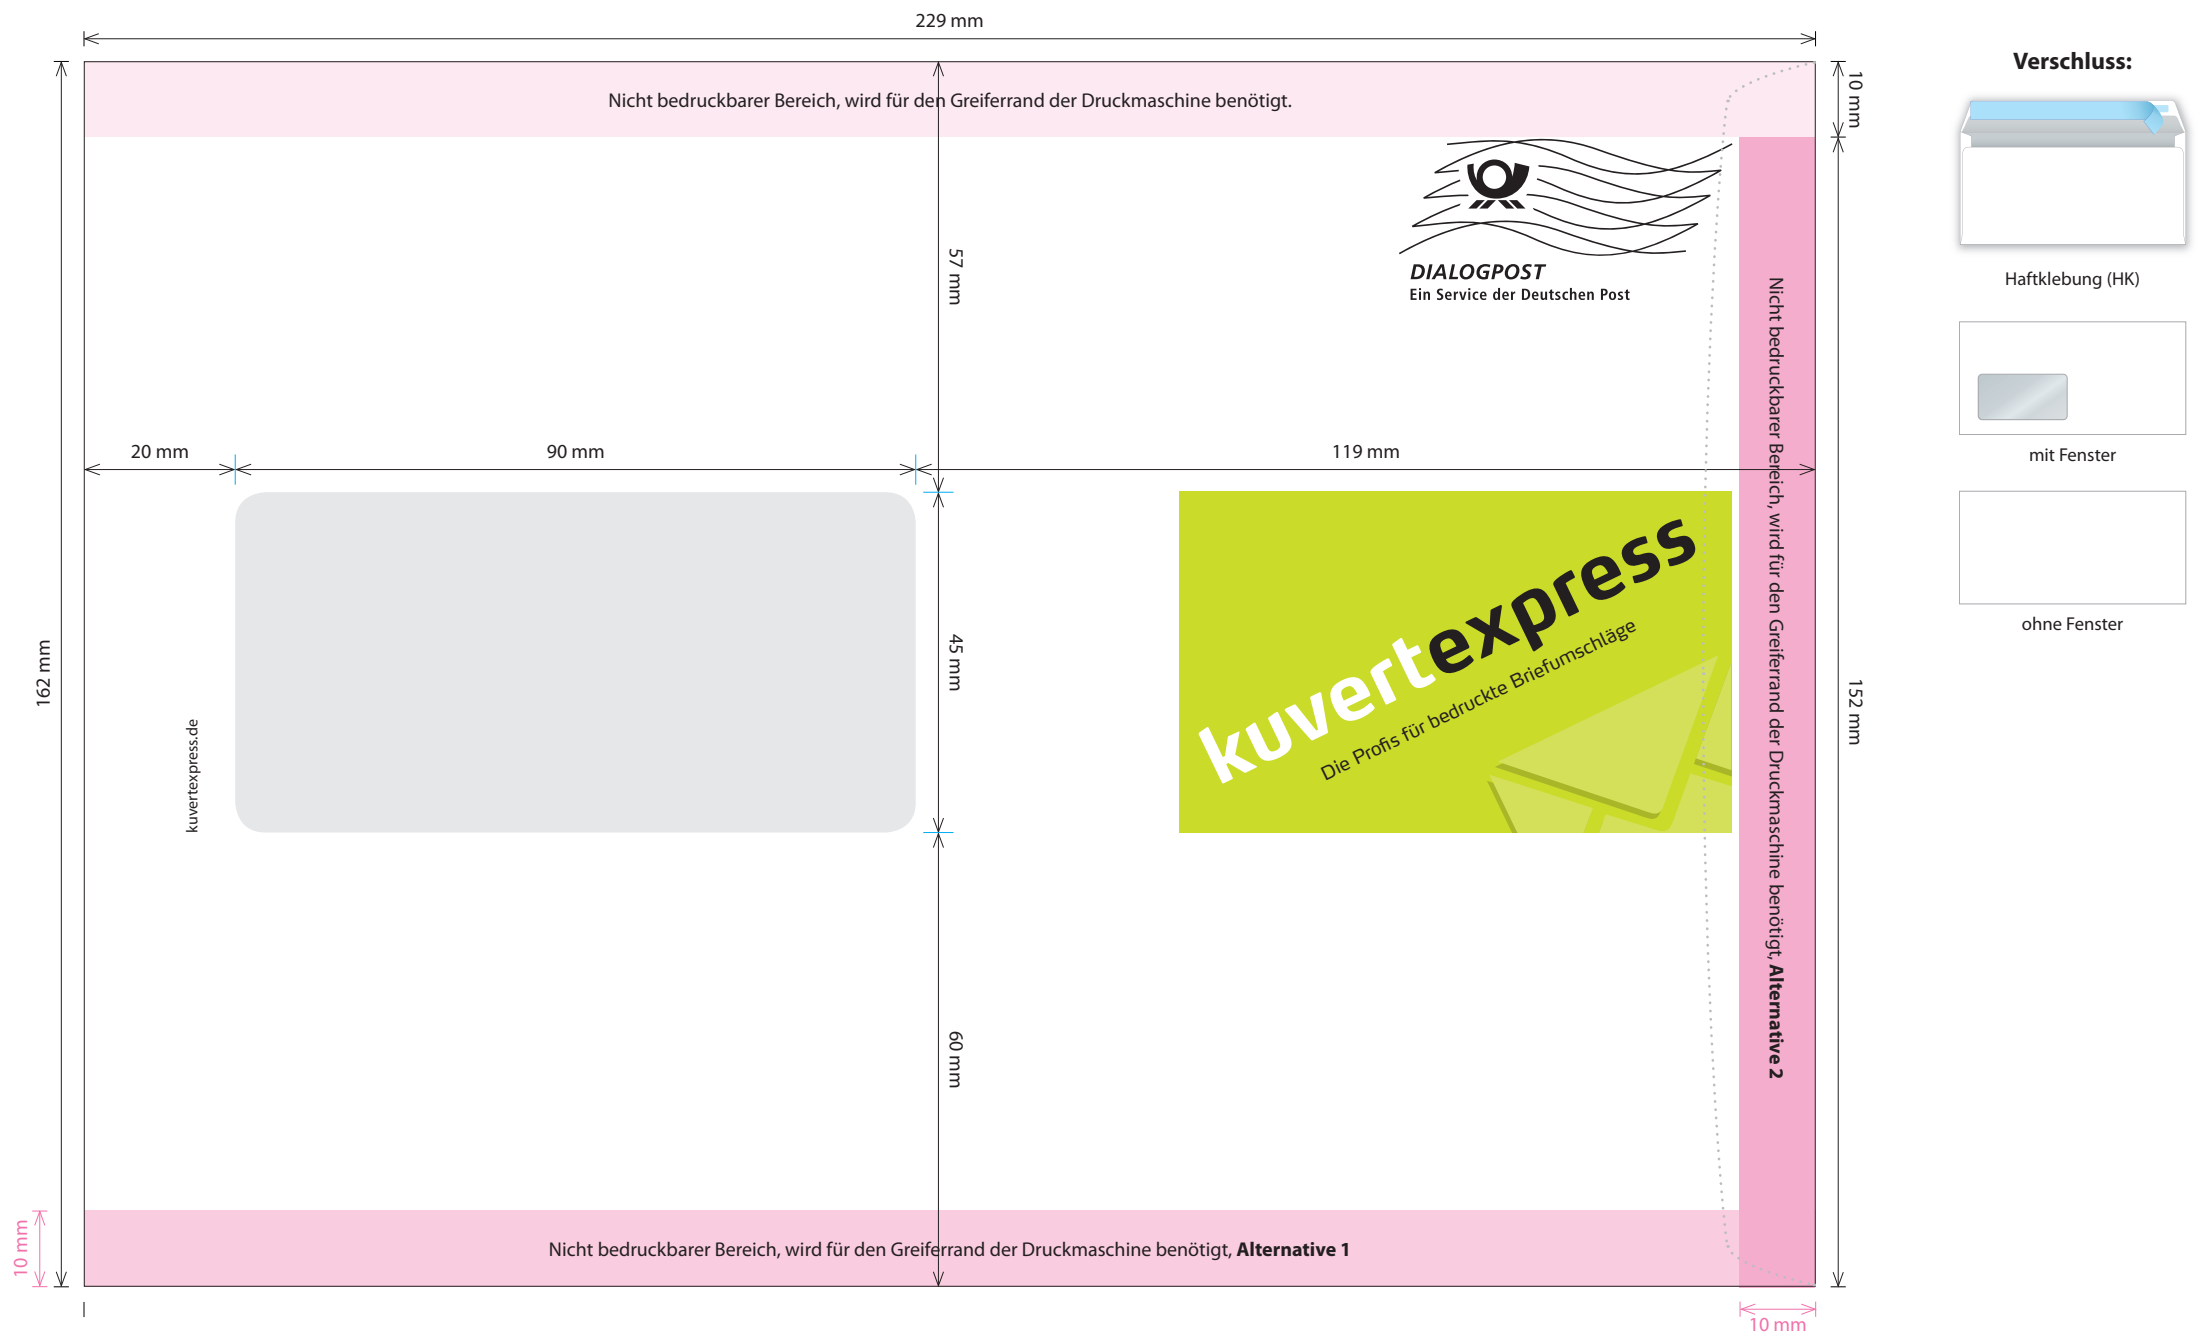 229 mm
Verschluss:
10 mm
Nicht bedruckbarer Bereich, wird für den Greiferrand der Druckmaschine benötigt.
57 mm
DIALOGPOST
Ein Service der Deutschen Post
Haftklebung (HK)
Nicht bedruckbarer Bereich, wird für den Greiferrand der Druckmaschine benötigt, Alternative 2
20 mm
90 mm
119 mm
mit Fenster
ohne Fenster
162 mm
45 mm
kuvertexpress
Die Profis für bedruckte Briefumschläge
152 mm
kuvertexpress.de
60 mm
10 mm
Nicht bedruckbarer Bereich, wird für den Greiferrand der Druckmaschine benötigt, Alternative 1
10 mm